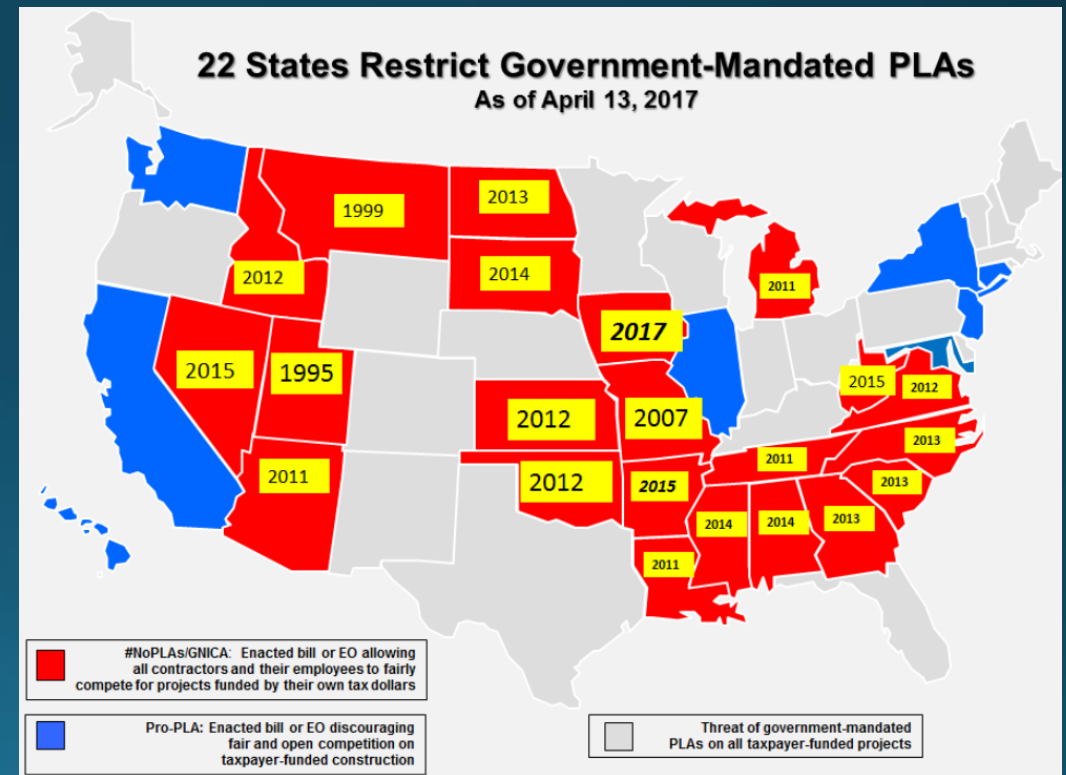 22 States Restrict Government-Mandated PLAs
As of April 13, 2017
1999
2013
2012
2014
2011
2017
2015
1995
2015
2012
2012
2007
2013
2011
2011
2012
2015
2013
2014
2014
2013
2011
#NoPLAs/GNICA: Enacted bill or EO allowing
all contractors and their employees to fairly
compete for projects funded by their own tax dollars
Pro-PLA: Enacted bill or EO discouraging
fair and open competition on
taxpayer-funded construction
Threat of government-mandated
PLAs on all taxpayer-funded projects